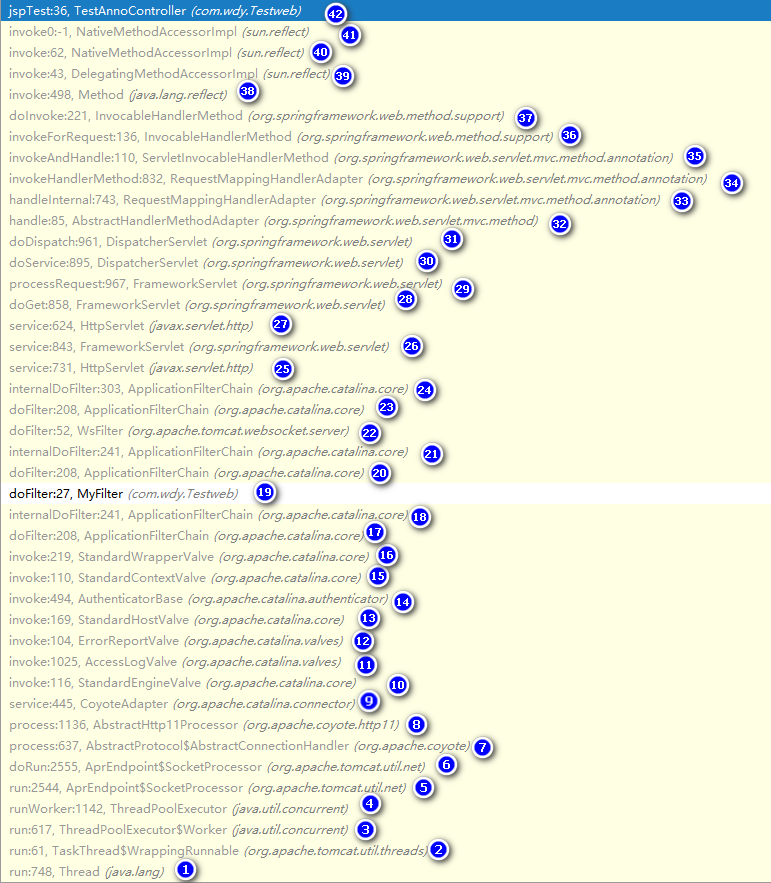 jspTest:36, TestAnnoController (com.wdy.Testweb) 42
invoke0:-1, NativeMethodAccessorImpl (sun.reflect) 41
invoke:62, NativeMethodAccessorImpl (sun.reflect) 40
invoke:43, DelegatingMethodAccessorImpl (sun.reflect) 39
invoke:498, Method (java.lang.reflect) 38
doInvoke:221, InvocableHandlerMethod (org.springframework.web.method.support) 37
invokeForRequest:136, InvocableHandlerMethod (org.springframework.web.method.support) 36
invokeAndHandle:110, ServletInvocableHandlerMethod (org.springframework.web.servlet.mvc.method.annotation) 35
invokeHandlerMethod:832, RequestMappingHandlerAdapter (org.springframework.web.servlet.mvc.method.annotation) 34
handleInternal:743, RequestMappingHandlerAdapter (org.springframework.web.servlet.mvc.method.annotation) 33
handle:85, AbstractHandlerMethodAdapter (org.springframework.web.servlet.mvc.method) 32
doDispatch:961, DispatcherServlet (org.springframework.web.servlet) 31
doService:895, DispatcherServlet (org.springframework.web.servlet) 30
processRequest:967, FrameworkServlet (org.springframework.web.servlet) 29
doGet:858, FrameworkServlet (org.springframework.web.servlet) 28
service:624, HttpServlet (javax.servlet.http) 27
service:843, FrameworkServlet (org.springframework.web.servlet) 26
service:731, HttpServlet (javax.servlet.http) 25
internalDoFilter:303, ApplicationFilterChain (org.apache.catalina.core) 24
doFilter:208, ApplicationFilterChain (org.apache.catalina.core) 23
doFilter:52, WsFilter (org.apache.tomcat.websocket.server) 22
internalDoFilter:241, ApplicationFilterChain (org.apache.catalina.core) 21
doFilter:208, ApplicationFilterChain (org.apache.catalina.core) 20
doFilter:27, MyFilter (com.wdy.Testweb) 19
internalDoFilter:241, ApplicationFilterChain (org.apache.catalina.core) 18
doFilter:208, ApplicationFilterChain (org.apache.catalina.core) 17
invoke:219, StandardWrapperValve (org.apache.catalina.core) 16
invoke:110, StandardContextValve (org.apache.catalina.core) 15
invoke:494, AuthenticatorBase (org.apache.catalina.authenticator) 14
invoke:169, StandardHostValve (org.apache.catalina.core) 13
invoke:104, ErrorReportValve (org.apache.catalina.valves) 12
invoke:1025, AccessLogValve (org.apache.catalina.valves) 11
invoke:116, StandardEngineValve (org.apache.catalina.core) 10
service:445, CoyoteAdapter (org.apache.catalina.connector) 9
process:1136, AbstractHttp11Processor (org.apache.coyote.http11) 8
process:637, AbstractProtocol$AbstractConnectionHandler (org.apache.coyote) 7
doRun:2555, AprEndpoint$SocketProcessor (org.apache.tomcat.util.net) 6
run:2544, AprEndpoint$SocketProcessor (org.apache.tomcat.util.net) 5
runWorker:1142, ThreadPoolExecutor (java.util.concurrent) 4
run:617, ThreadPoolExecutor$Worker (java.util.concurrent) 3
run:61, TaskThread$WrappingRunnable (org.apache.tomcat.util.threads) 2
run:748, Thread (java.lang) 1